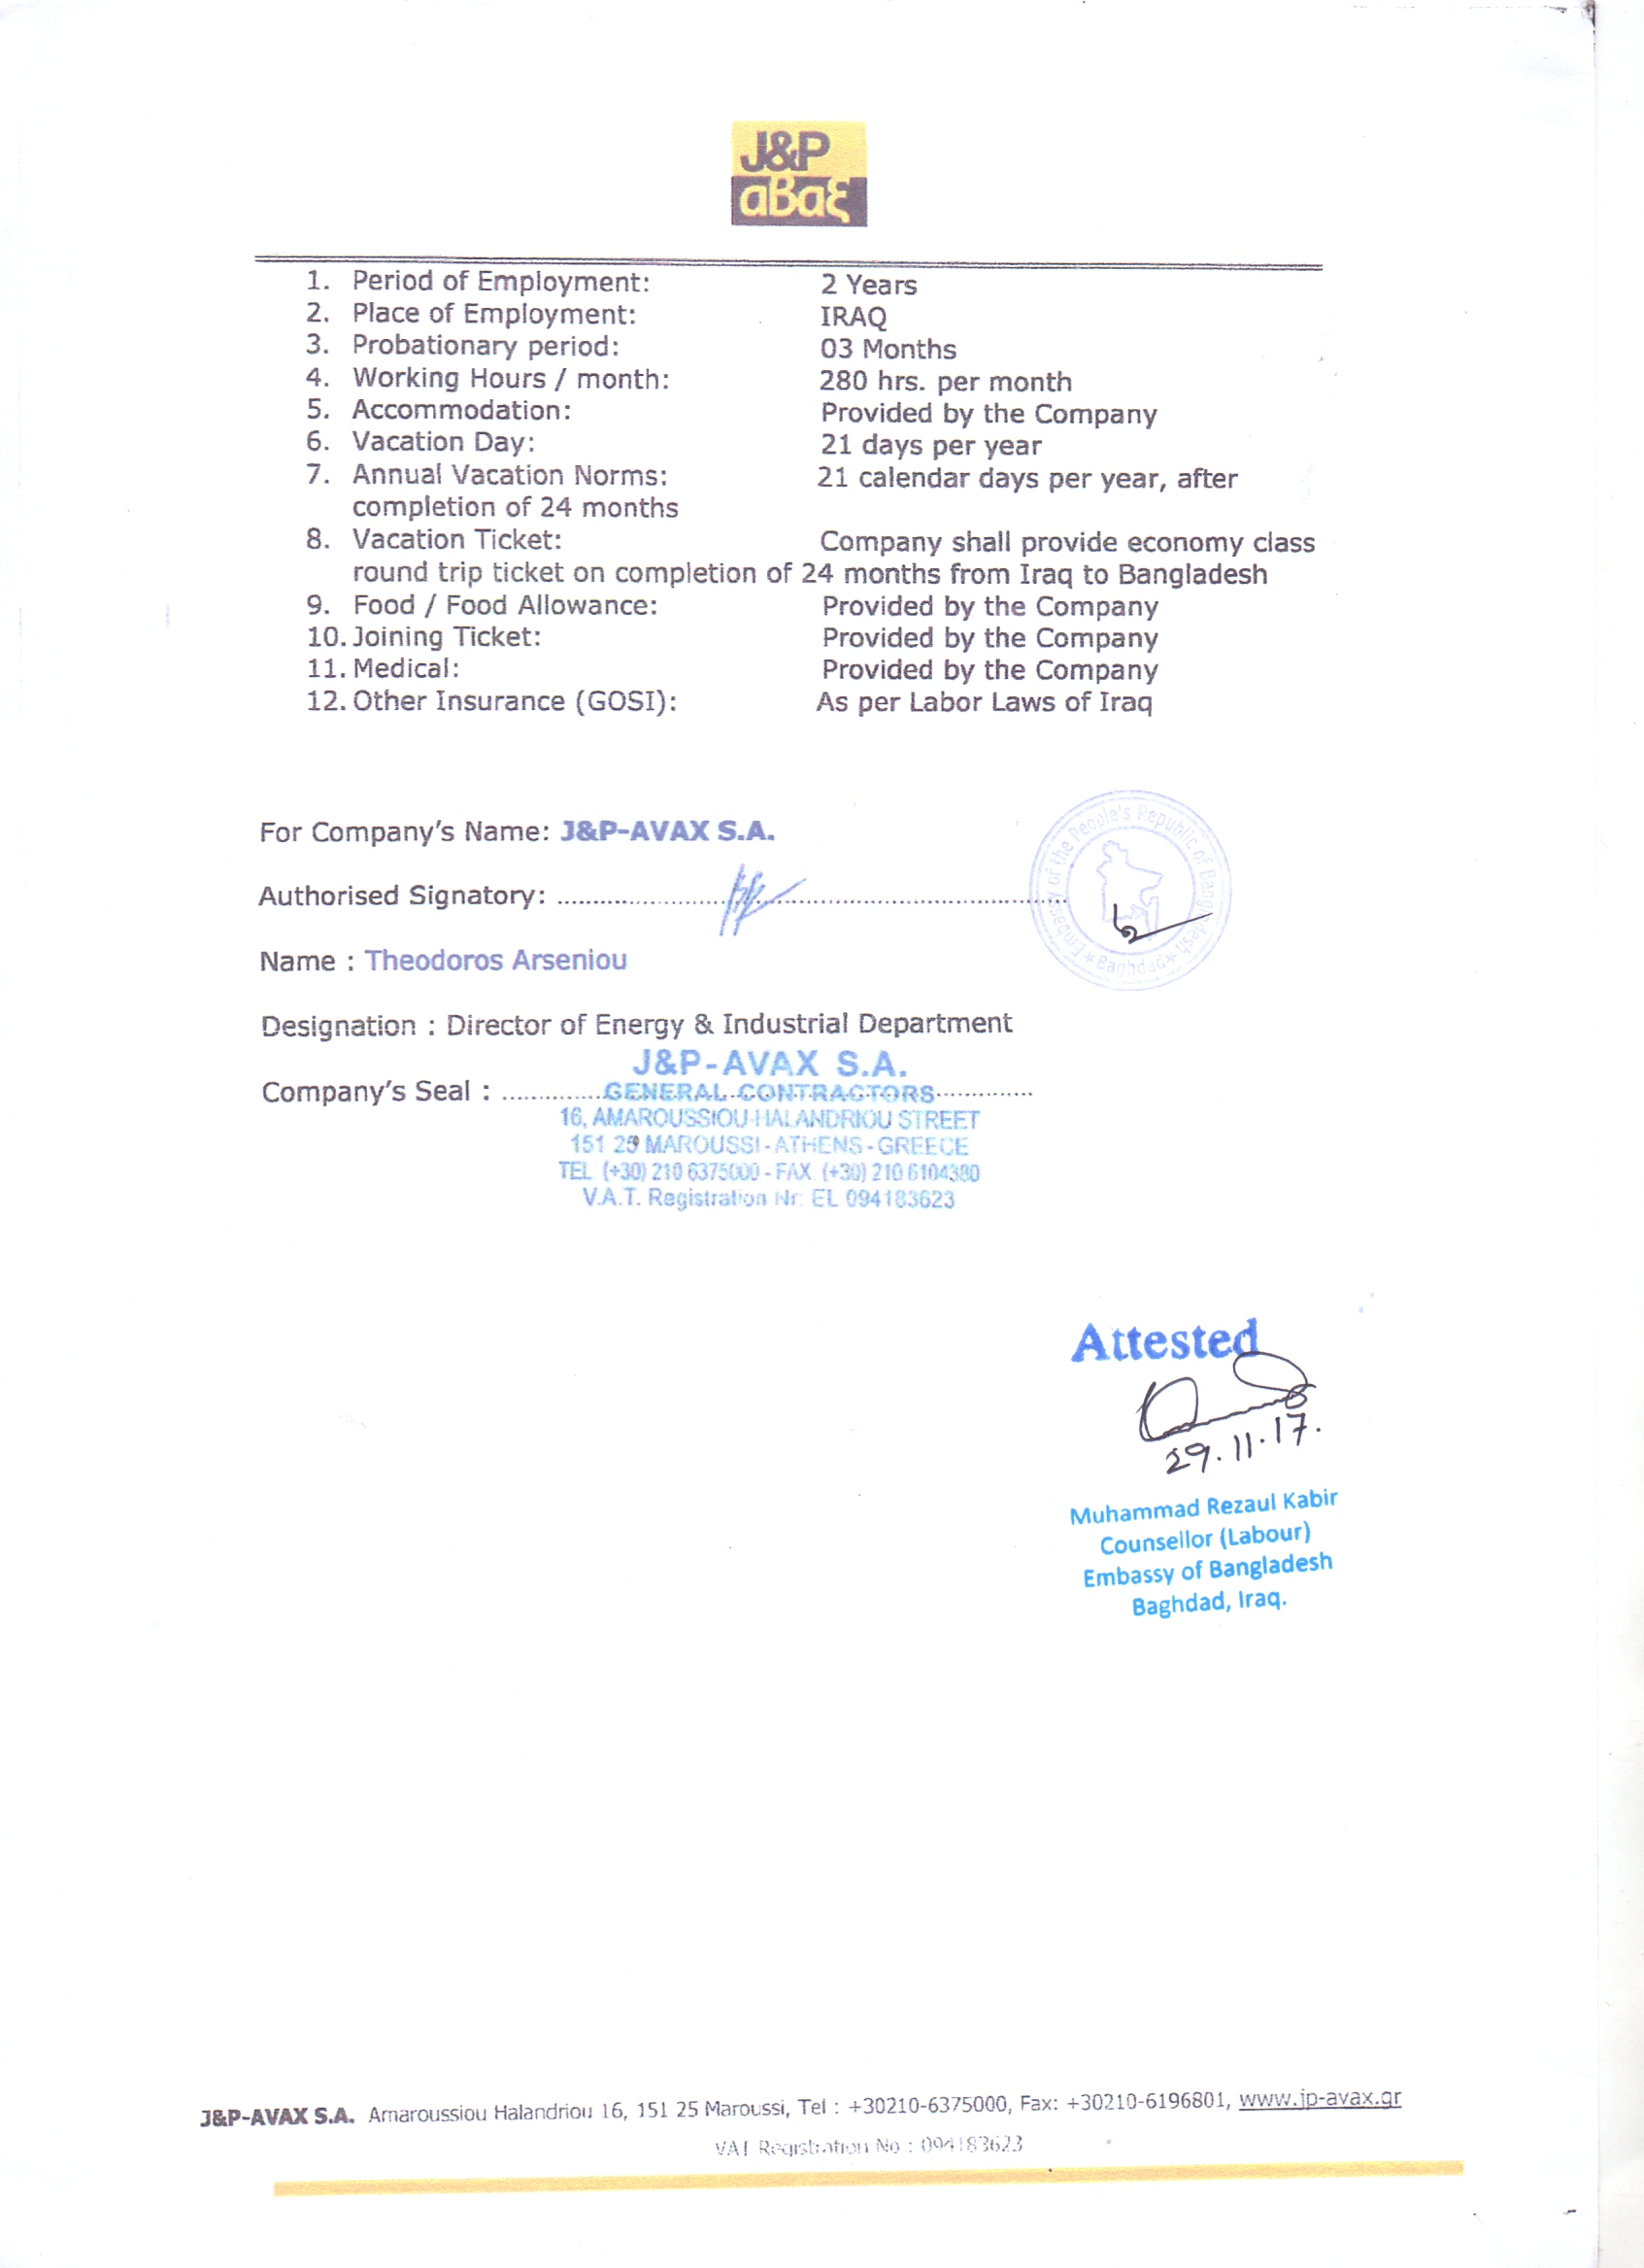 J&P
αβαξ
1. Period of Employment: 2 Years
2. Place of Employment: IRAQ
3. Probationary period: 03 Months
4. Working Hours / month: 280 hrs. per month
5. Accommodation: Provided by the Company
6. Vacation Day: 21 days per year
7. Annual Vacation Norms: 21 calendar days per year, after
completion of 24 months
8. Vacation Ticket: Company shall provide economy class
round trip ticket on completion of 24 months from Iraq to Bangladesh
9. Food / Food Allowance: Provided by the Company
10. Joining Ticket: Provided by the Company
11. Medical: Provided by the Company
12. Other Insurance (GOSI): As per Labor Laws of Iraq
For Company's Name: J&P-AVAX S.A.
Embassy of the People's Republic of Bangladesh
*Baghdad*
Authorised Signatory: ........................................
Name : Theodoros Arseniou
Designation : Director of Energy & Industrial Department
J&P-AVAX S.A.
Company's Seal : ..............GENERAL CONTRACTORS..............
16, AMAROUSSIOU-HALANDRIOU STREET
151 25 MAROUSSI - ATHENS - GREECE
TEL (+30) 210 6375000 - FAX (+30) 210 6104380
V.A.T. Registration Nr. EL 094183623
Attested
29.11.17.
Muhammad Rezaul Kabir
Counsellor (Labour)
Embassy of Bangladesh
Baghdad, Iraq.
J&P-AVAX S.A. Amaroussiou Halandriou 16, 151 25 Maroussi, Tel : +30210-6375000, Fax: +30210-6196801, www.jp-avax.gr
VAT Registration No : 094183623